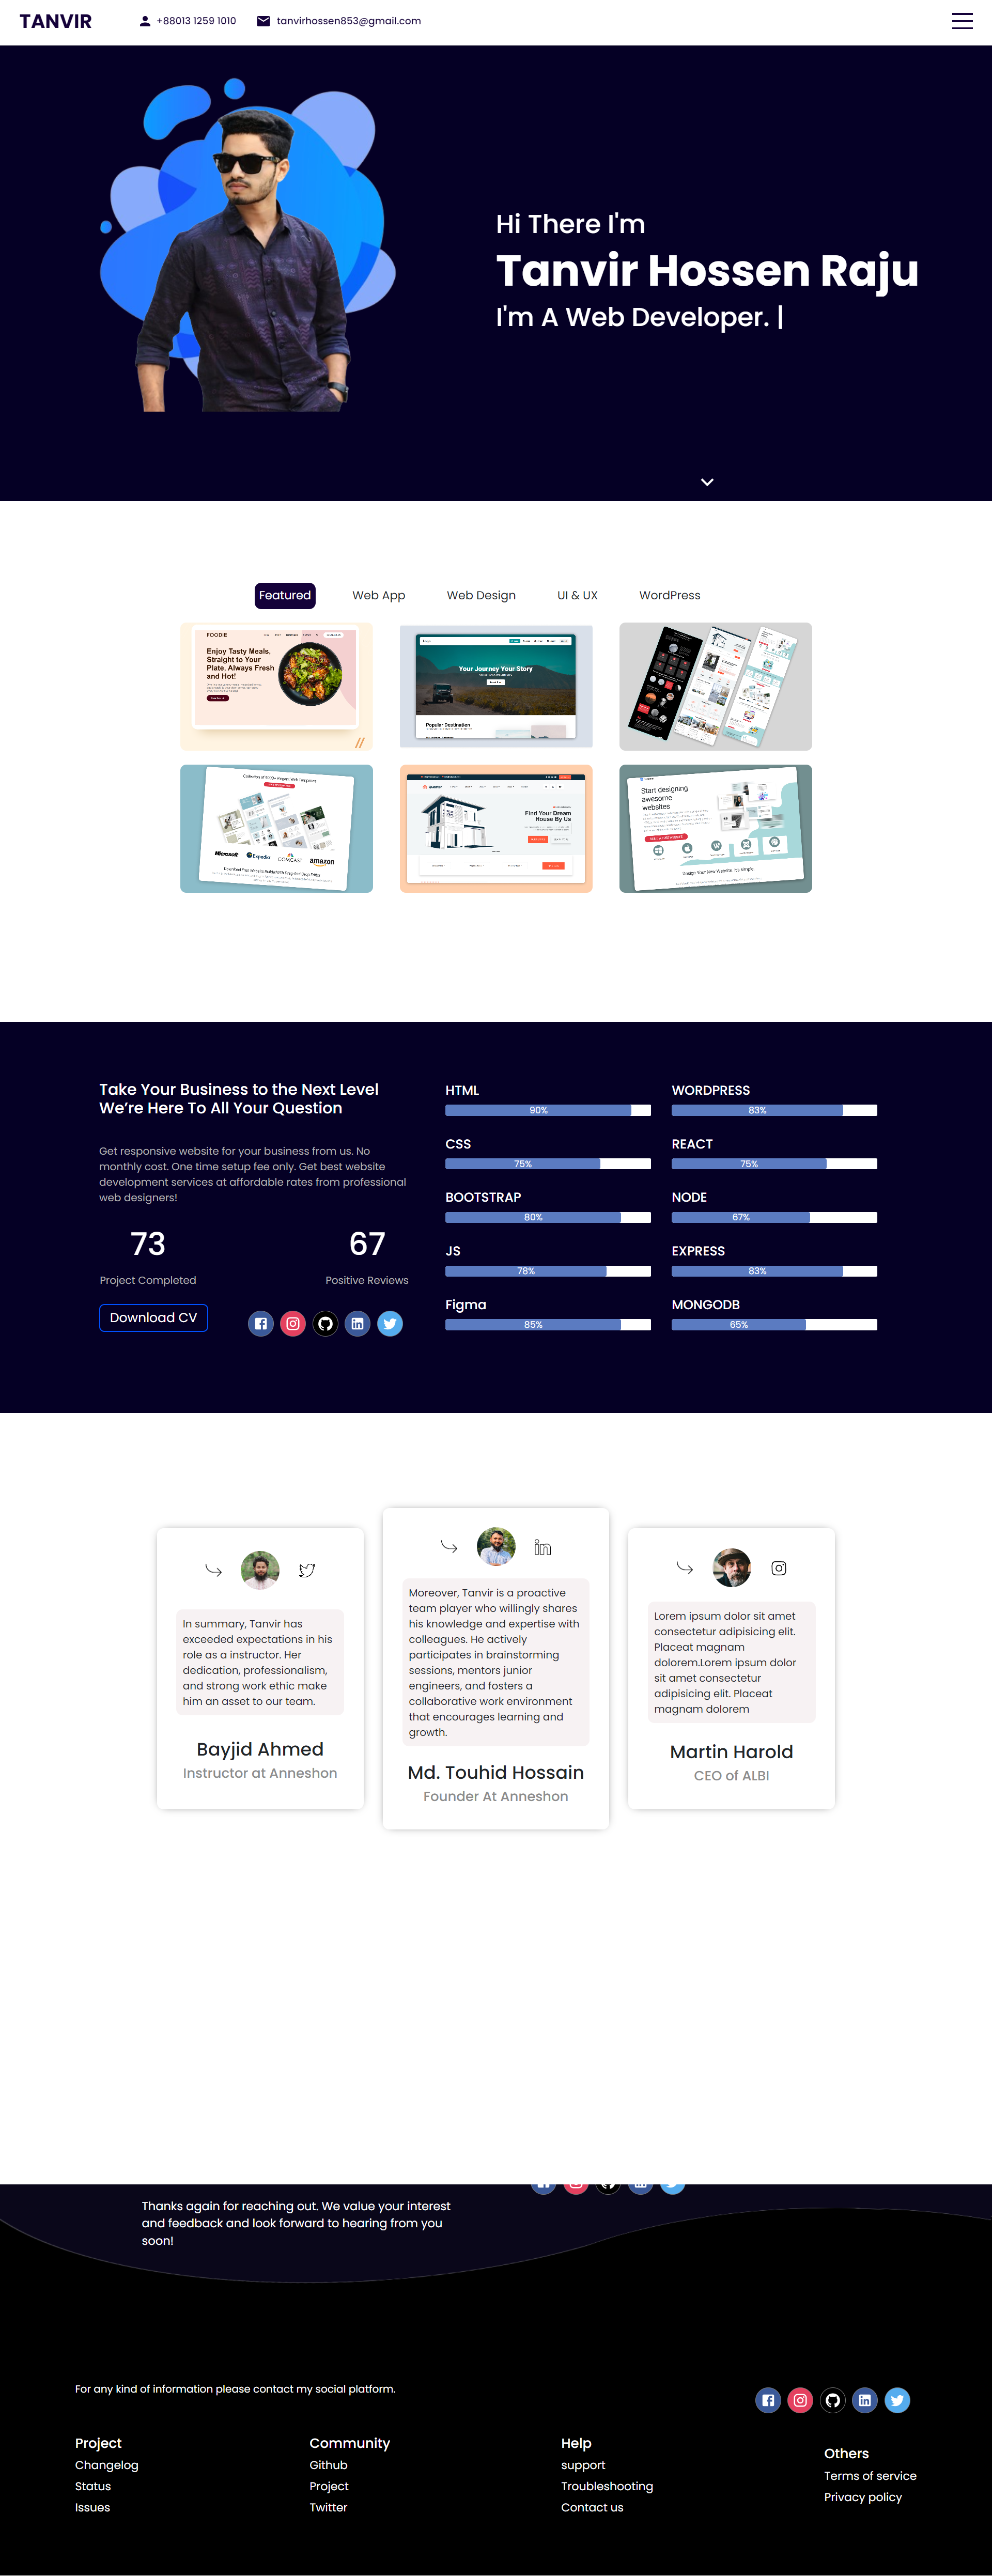 TANVIR
+88013 1259 1010
tanvirhossen853@gmail.com
Hi There I'm
Tanvir Hossen Raju
I'm A Web Developer. |
Featured
Web App
Web Design
UI & UX
WordPress
FOODIE
Enjoy Tasty Meals,
Straight to Your
Plate, Always Fresh
and Hot!
Your Journey Your Story
Popular Destination
Microsoft
Expedia
COMCAST
amazon
Find Your Dream
House By Us
Start designing
awesome
websites
Design Your New Website. It's simple.
Take Your Business to the Next Level
We're Here To All Your Question
Get responsive website for your business from us. No
monthly cost. One time setup fee only. Get best website
development services at affordable rates from professional
web designers!
73
67
Project Completed
Positive Reviews
Download CV
HTML
90%
CSS
75%
BOOTSTRAP
80%
JS
78%
Figma
85%
WORDPRESS
83%
REACT
75%
NODE
67%
EXPRESS
83%
MONGODB
65%
In summary, Tanvir has
exceeded expectations in his
role as a instructor. Her
dedication, professionalism,
and strong work ethic make
him an asset to our team.
Bayjid Ahmed
Instructor at Anneshon
Moreover, Tanvir is a proactive
team player who willingly shares
his knowledge and expertise with
colleagues. He actively
participates in brainstorming
sessions, mentors junior
engineers, and fosters a
collaborative work environment
that encourages learning and
growth.
Md. Touhid Hossain
Founder At Anneshon
Lorem ipsum dolor sit amet
consectetur adipisicing elit.
Placeat magnam
dolorem.Lorem ipsum dolor
sit amet consectetur
adipisicing elit. Placeat
magnam dolorem
Martin Harold
CEO of ALBI
Thanks again for reaching out. We value your interest
and feedback and look forward to hearing from you
soon!
For any kind of information please contact my social platform.
Project
Changelog
Status
Issues
Community
Github
Project
Twitter
Help
support
Troubleshooting
Contact us
Others
Terms of service
Privacy policy